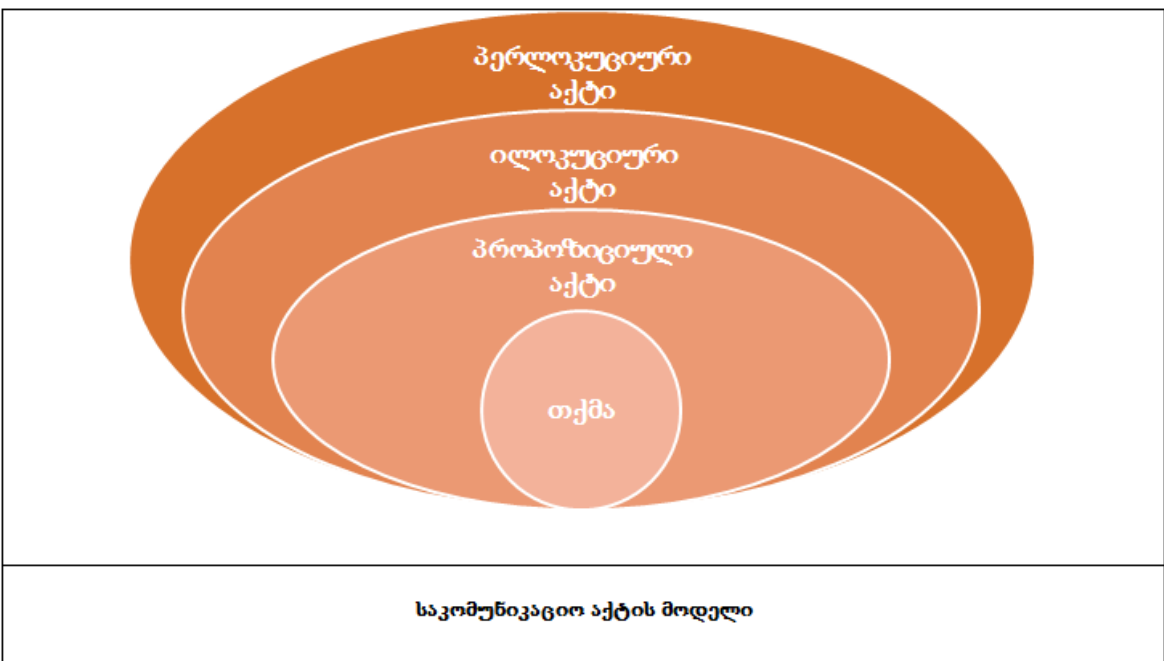 პერლოკუციური
აქტი
ილოკუციური
აქტი
პროპოზიციული
აქტი
თქმა
საკომუნიკაციო აქტის მოდელი